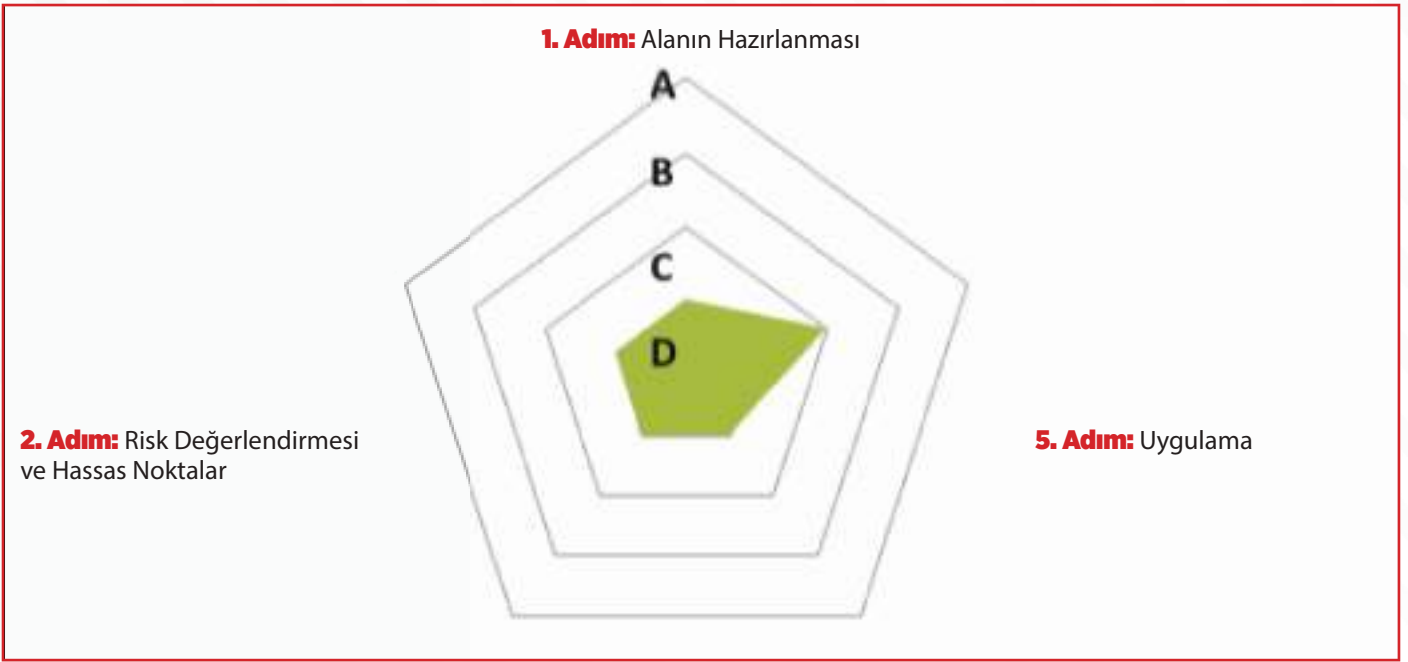 1. Adım: Alanın Hazırlanması
A
B
C
D
2. Adım: Risk Değerlendirmesi
ve Hassas Noktalar
5. Adım: Uygulama